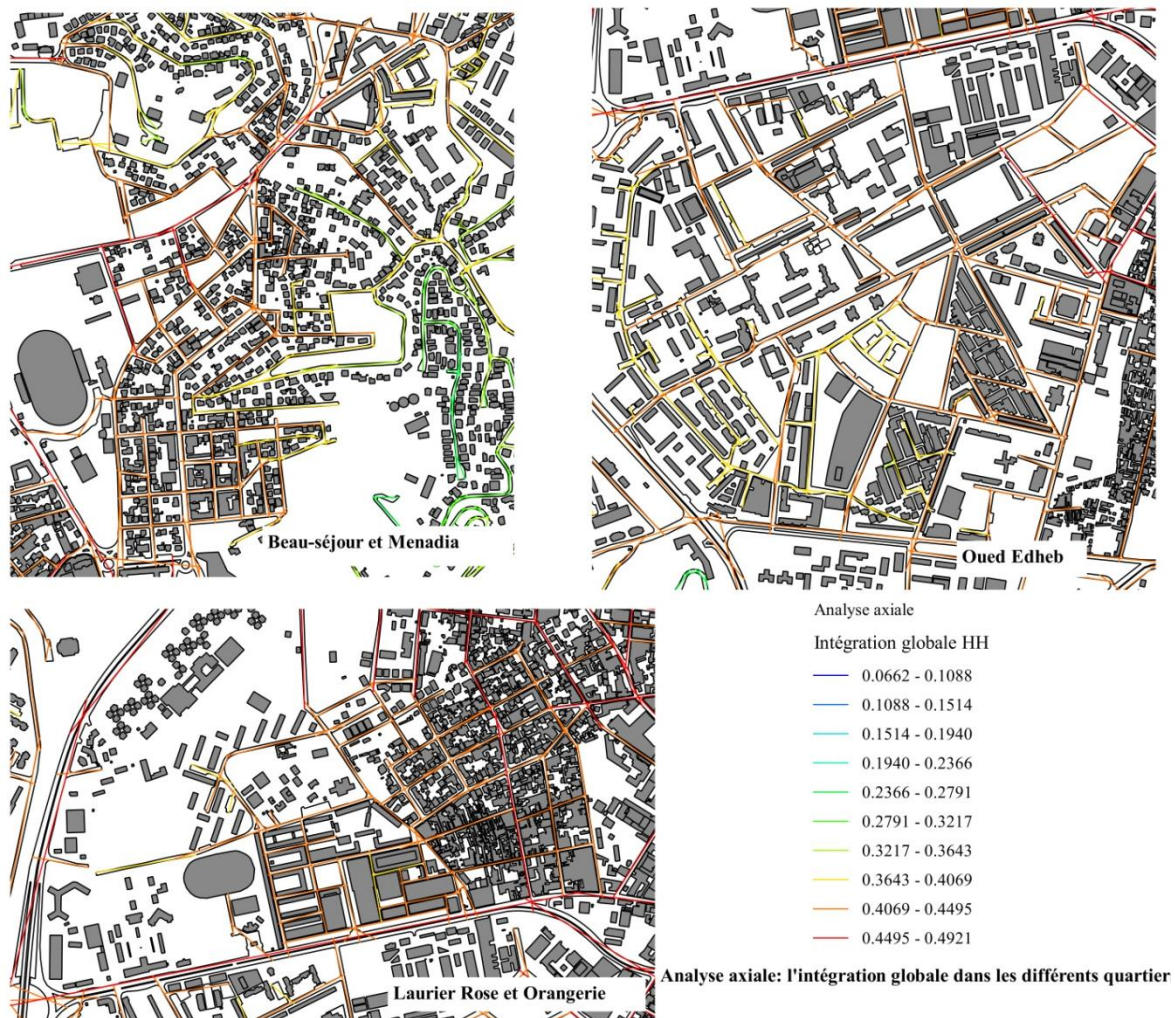 Beau-séjour et Menadia
Oued Edheb
Laurier Rose et Orangerie
Analyse axiale
Intégration globale HH
0.0662 - 0.1088
0.1088 - 0.1514
0.1514 - 0.1940
0.1940 - 0.2366
0.2366 - 0.2791
0.2791 - 0.3217
0.3217 - 0.3643
0.3643 - 0.4069
0.4069 - 0.4495
0.4495 - 0.4921
Analyse axiale: l'intégration globale dans les différents quartier